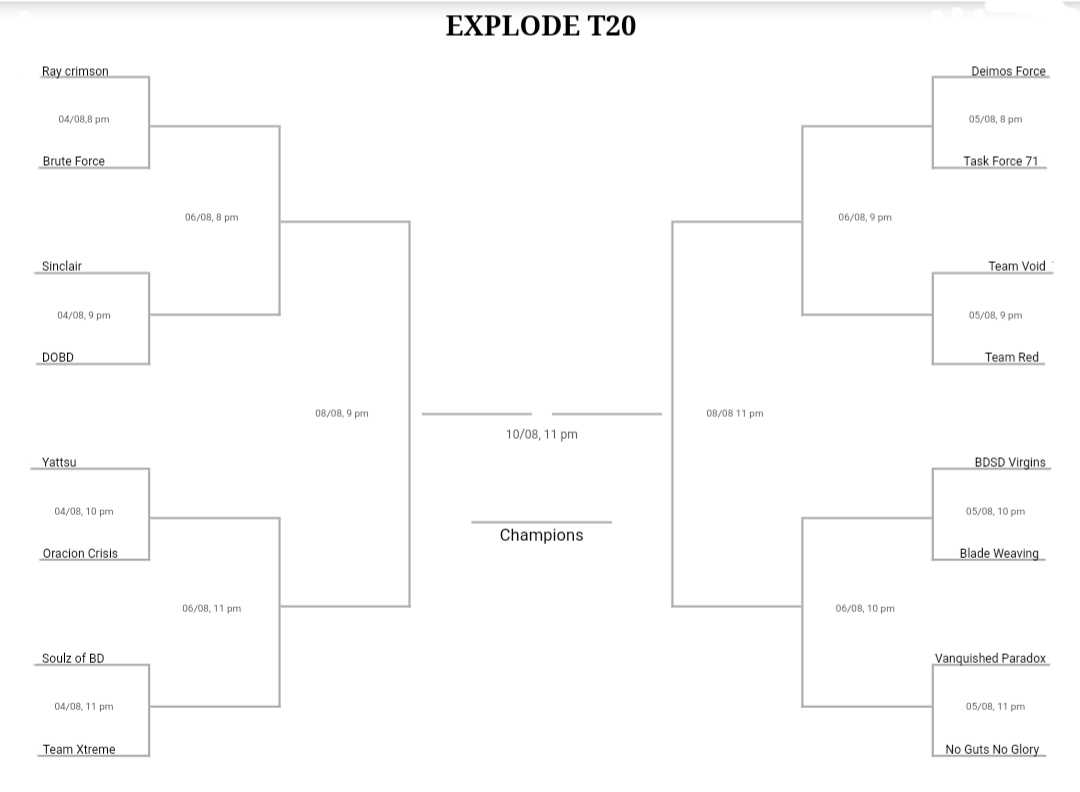 EXPLODE T20
Ray crimson
04/08,8 pm
Brute Force
06/08, 8 pm
Sinclair
04/08, 9 pm
DOBD
08/08, 9 pm
Yattsu
04/08, 10 pm
Oracion Crisis
06/08, 11 pm
Soulz of BD
04/08, 11 pm
Team Xtreme
10/08, 11 pm
Champions
Deimos Force
05/08, 8 pm
Task Force 71
06/08, 9 pm
Team Void
05/08, 9 pm
Team Red
08/08 11 pm
BDSD Virgins
05/08, 10 pm
Blade Weaving
06/08, 10 pm
Vanquished Paradox
05/08, 11 pm
No Guts No Glory